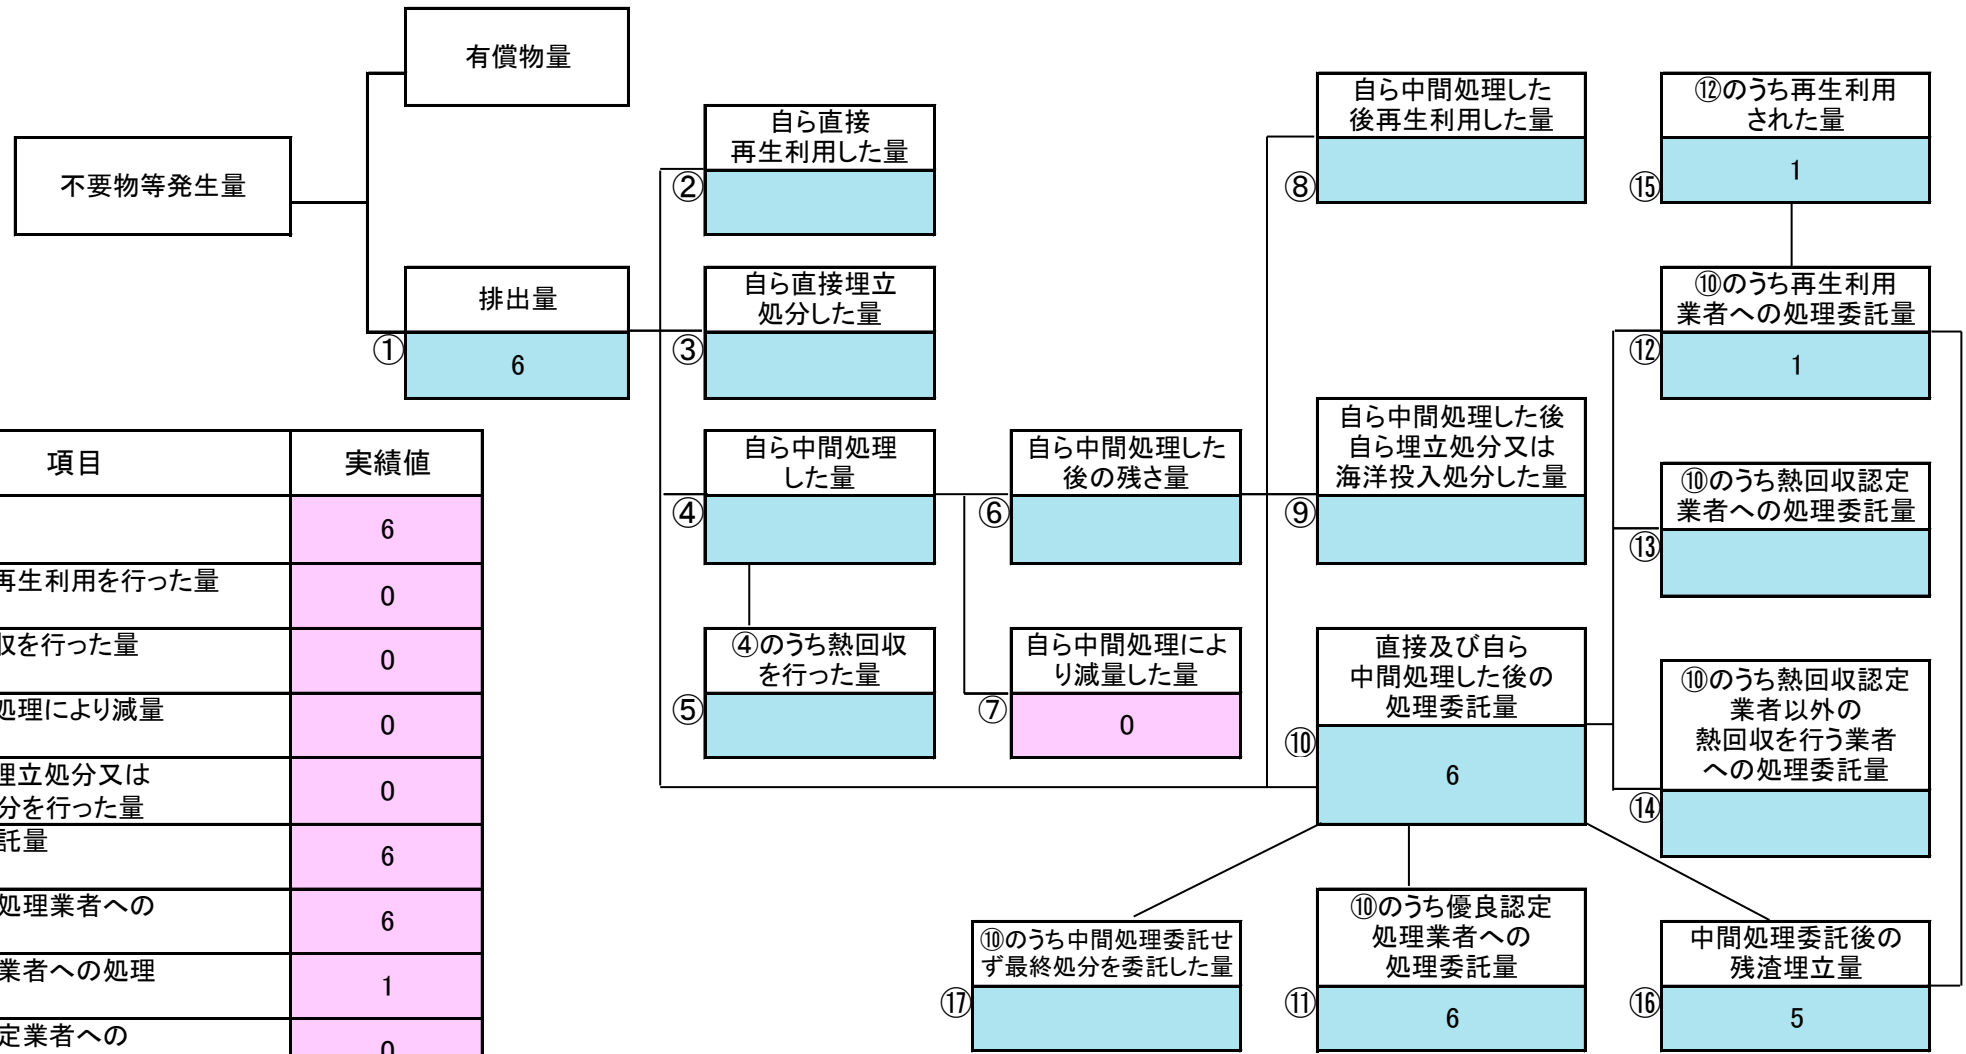 有償物量
不要物等発生量
排出量
①
6
自ら直接
再生利用した量
②
自ら直接埋立
処分した量
③
自ら中間処理
した量
④
④のうち熱回収
を行った量
⑤
自ら中間処理した
後の残さ量
⑥
自ら中間処理によ
り減量した量
⑦
0
自ら中間処理した
後再生利用した量
⑧
自ら中間処理した後
自ら埋立処分又は
海洋投入処分した量
⑨
直接及び自ら
中間処理した後の
処理委託量
⑩
6
⑫のうち再生利用
された量
⑮
1
⑩のうち再生利用
業者への処理委託量
⑫
1
⑩のうち熱回収認定
業者への処理委託量
⑬
⑩のうち熱回収認定
業者以外の
熱回収を行う業者
への処理委託量
⑭
⑩のうち中間処理委託せ
ず最終処分を委託した量
⑰
⑩のうち優良認定
処理業者への
処理委託量
⑪
6
中間処理委託後の
残渣埋立量
⑯
5
項目 実績値
6
再生利用を行った量
0
収を行った量
0
処理により減量
0
埋立処分又は
分を行った量
0
託量
6
処理業者への
6
業者への処理
1
定業者への
0